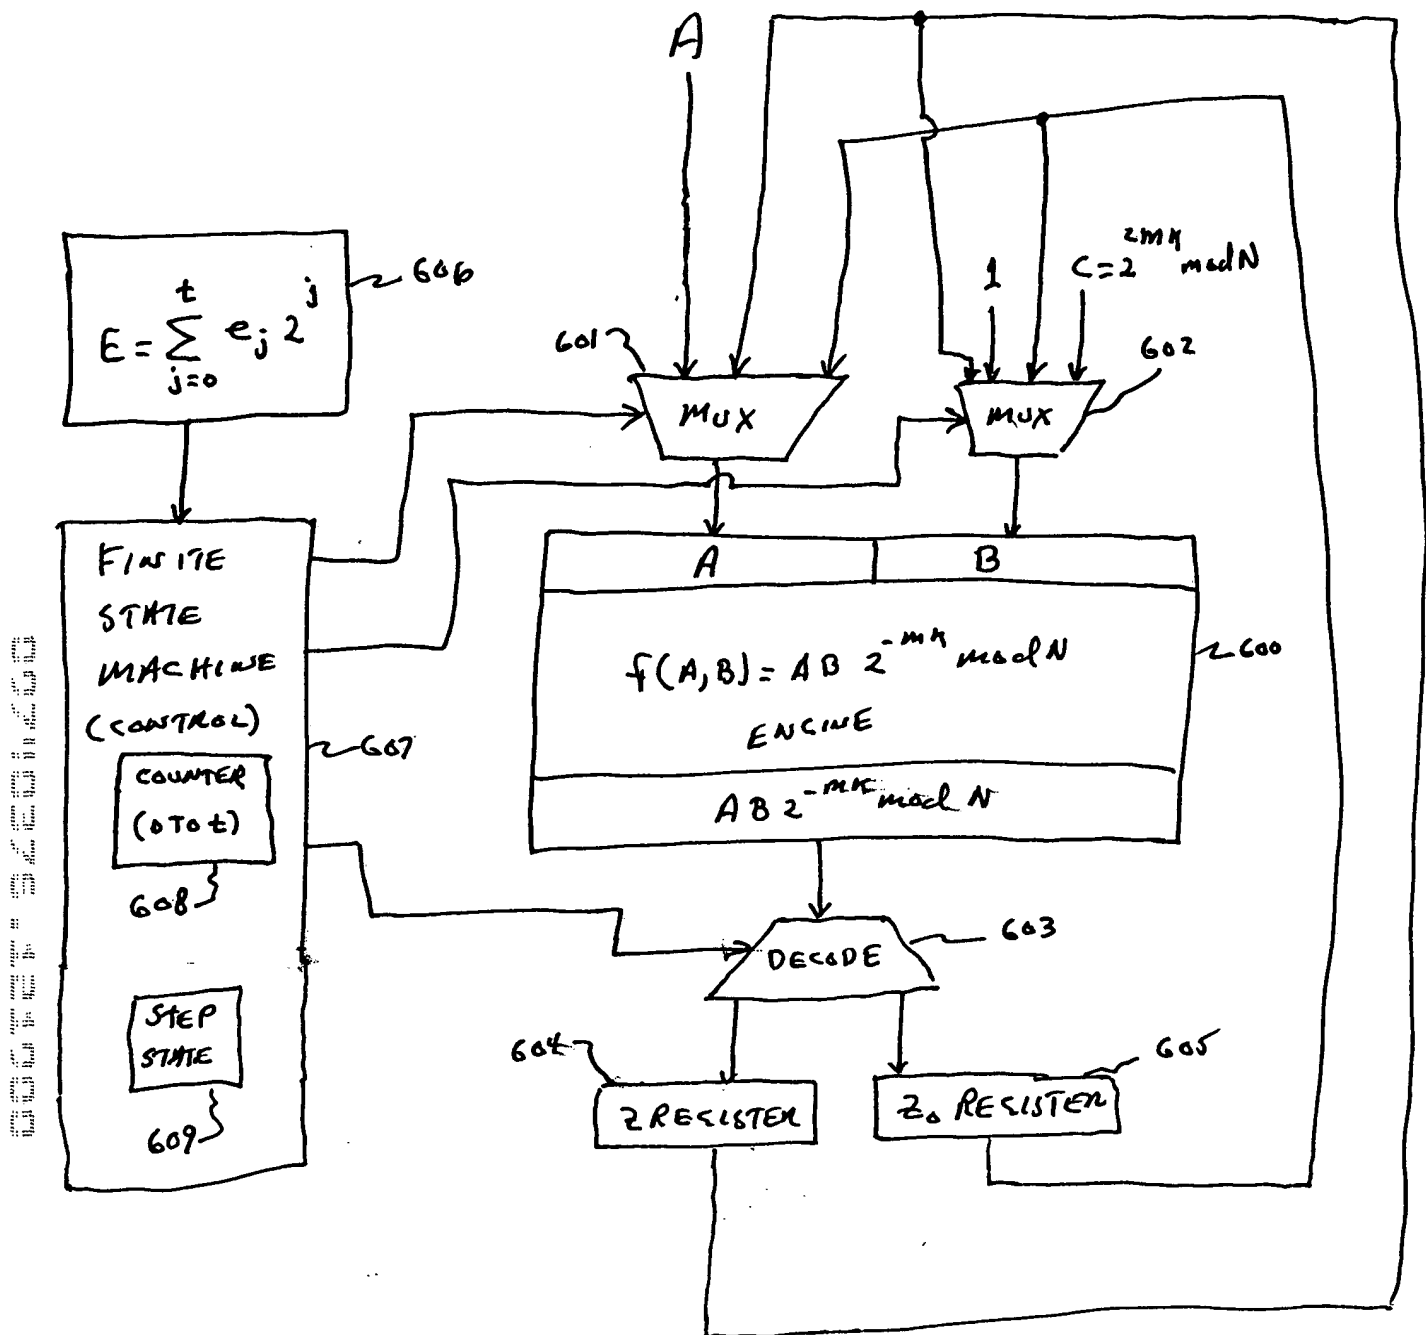 A
606
t
E = Σ e_j 2^j
j=0
1
C = 2^{2mk} mod N
601
602
MUX
MUX
FINITE
STATE
MACHINE
(CONTROL)
607
COUNTER
(0 TO t)
608
STEP
STATE
609
A
B
f(A, B) = A B 2^{-mk} mod N
ENGINE
600
A B 2^{-mk} mod N
DECODE
603
604
Z REGISTER
605
Z₀ REGISTER